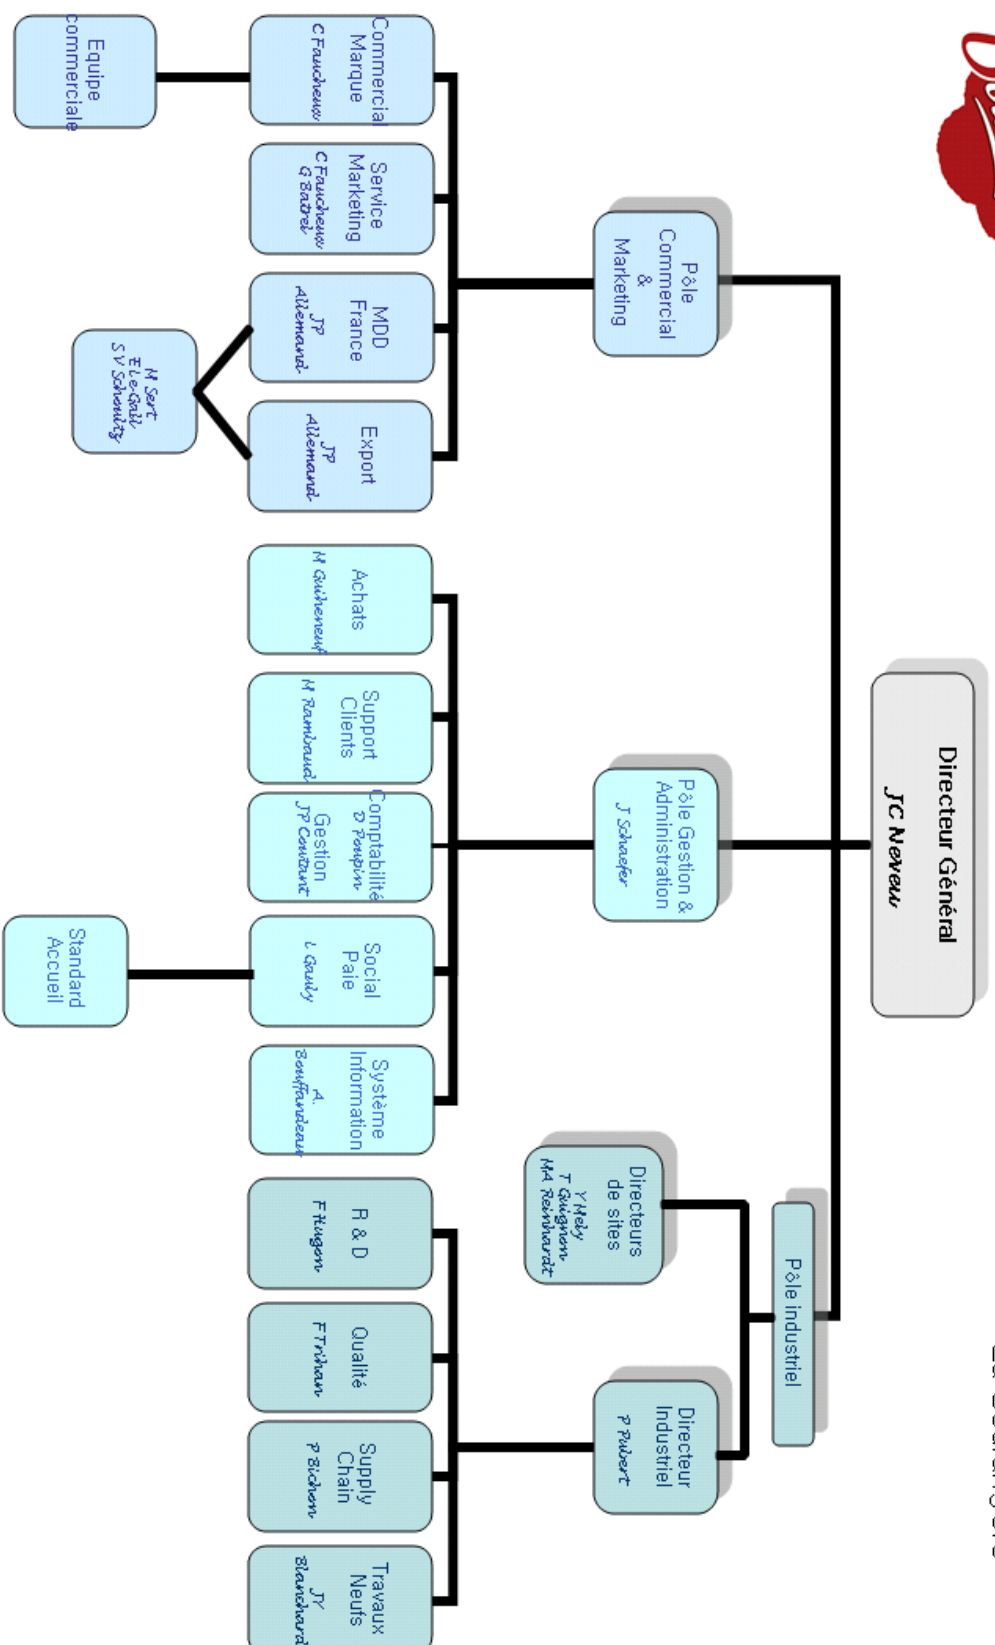 Directeur Général
JC Neveu
Pôle
Commercial
&
Marketing
Pôle Gestion &
Administration
J Schaefer
Pôle industriel
Directeurs
de sites
Y Mely
T Guignon
MA Reinhardt
Directeur
Industriel
P Pubert
Commercial
Marque
C Faucheux
Service
Marketing
C Faucheux
G Batrel
MDD
France
JP
Allemand
Export
JP
Allemand
Achats
M Guiheneuf
Support
Clients
M Rambaud
Comptabilité
D Poupin
Gestion
JP Coutant
Social
Paie
L Gauly
Système
Information
A.
Bouffandeau
R & D
F Hugon
Qualité
F Trihan
Supply
Chain
P Bichon
Travaux
Neufs
JY
Blanchard
Equipe
commerciale
M Sert
E Le-Gall
S V Schoultz
Standard
Accueil